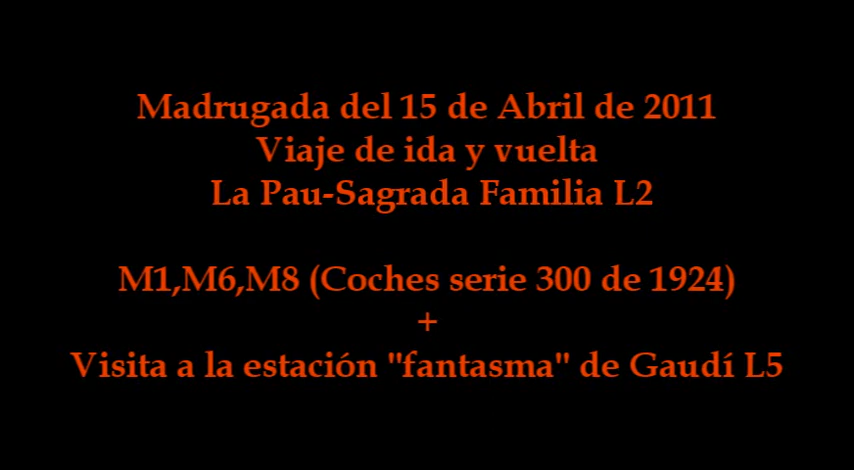 Madrugada del 15 de Abril de 2011
Viaje de ida y vuelta
La Pau-Sagrada Familia L2
M1,M6,M8 (Coches serie 300 de 1924)
+
Visita a la estación "fantasma" de Gaudí L5